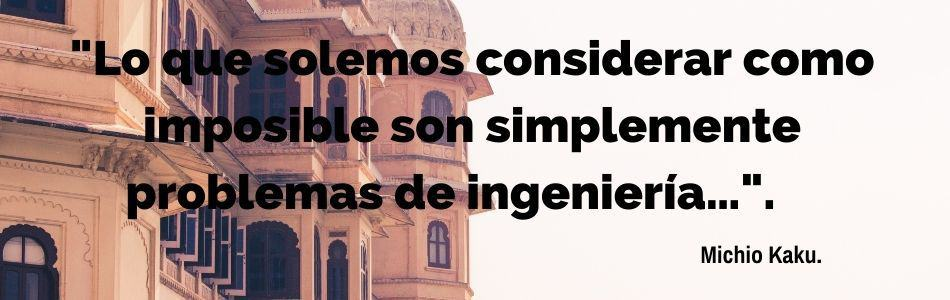 "Lo que solemos considerar como
imposible son simplemente
problemas de ingeniería...".
Michio Kaku.